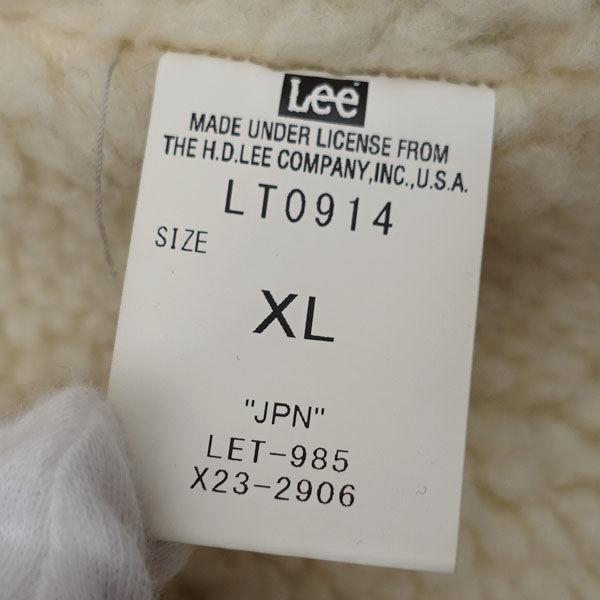 Lee
MADE UNDER LICENSE FROM
THE H.D.LEE COMPANY,INC.,U.S.A.
LT0914
SIZE
XL
"JPN"
LET-985
X23-2906